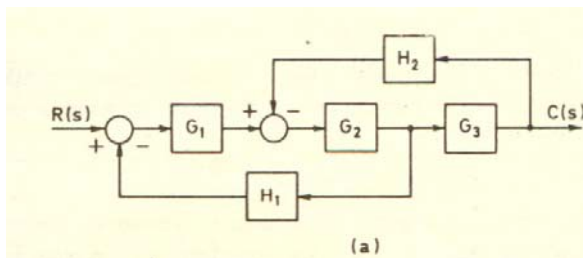 H₂
R(s) + − G₁ + − G₂ G₃ C(s)
H₁
(a)